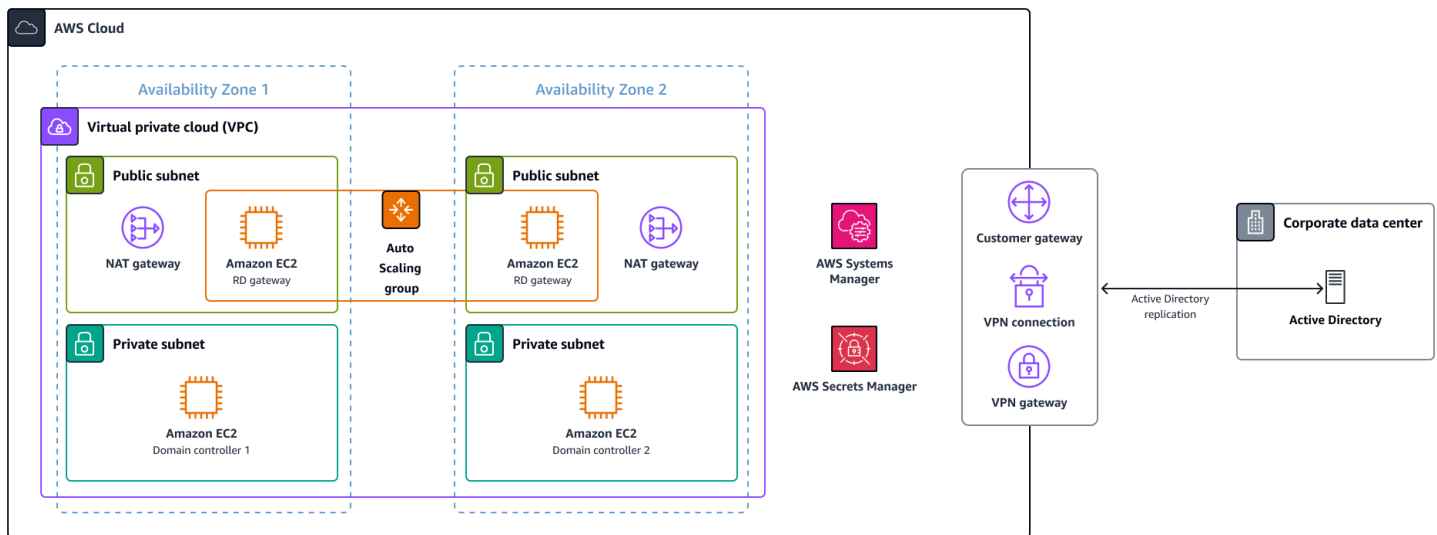 AWS Cloud
Availability Zone 1
Availability Zone 2
Virtual private cloud (VPC)
Public subnet
NAT gateway
Amazon EC2
RD gateway
Auto
Scaling
group
Public subnet
Amazon EC2
RD gateway
NAT gateway
Private subnet
Amazon EC2
Domain controller 1
Private subnet
Amazon EC2
Domain controller 2
AWS Systems
Manager
AWS Secrets Manager
Customer gateway
VPN connection
VPN gateway
Active Directory
replication
Corporate data center
Active Directory